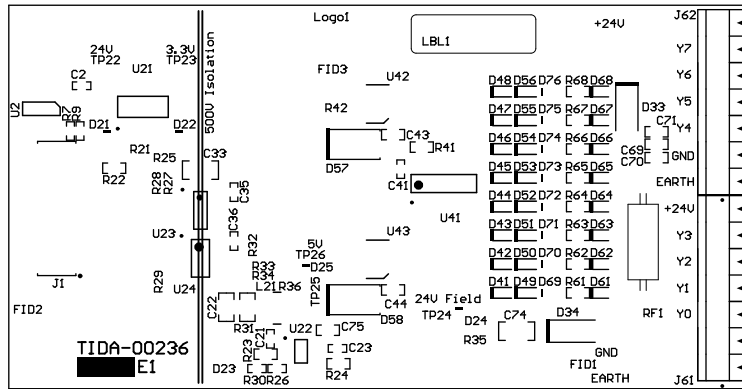 Logo1
+24V
J62
LBL1
24V
TP22
U21
3.3V
TP23
C2
FID3
U42
Y7
Y6
U2
R7
R9
D21
D22
500V Isolation
R42
D48 D56 D76 R68 D68
D47 D55 D75 R67 D67
D33
Y5
C71
Y4
R21
C43
R41
D46 D54 D74 R66 D66
C69
C70
GND
R25
C33
D57
R22
R28
R27
C35
C41
D45 D53 D73 R65 D65
EARTH
D44 D52 D72 R64 D64
+24V
U41
C36
U23
R32
U43
D43 D51 D71 R63 D63
Y3
5V
TP26
D25
D42 D50 D70 R62 D62
Y2
J1
R29
U24
R33
R34
L21
R36
TP25
C44
D41 D49 D69 R61 D61
Y1
FID2
C22
R31
24V Field
TP24
D58
D24
R35
C74
D34
RF1
Y0
TIDA-00236
E1
C21
R23
U22
C75
C23
D23
R30
R26
R24
GND
FID1
EARTH
J61